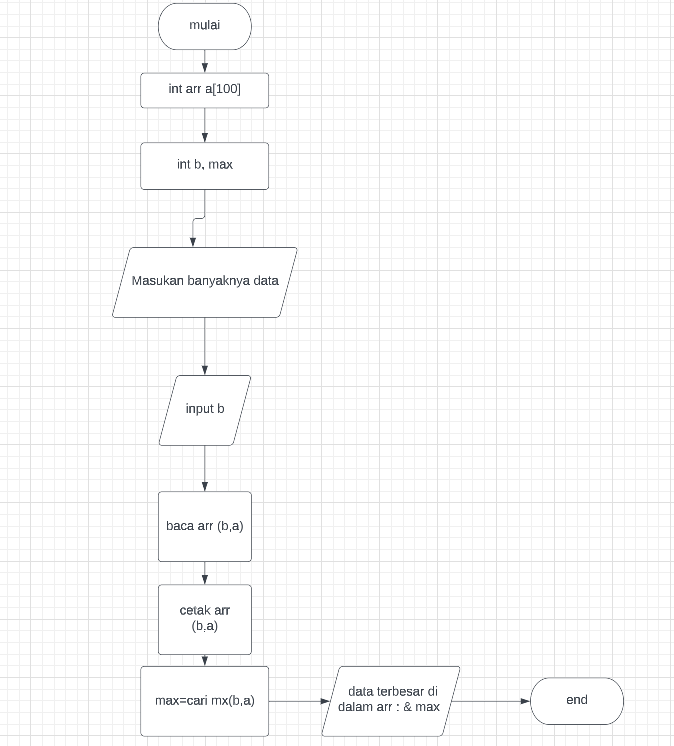 mulai
int arr a[100]
int b, max
Masukan banyaknya data
input b
baca arr (b,a)
cetak arr
(b,a)
max=cari mx(b,a)
data terbesar di
dalam arr : & max
end